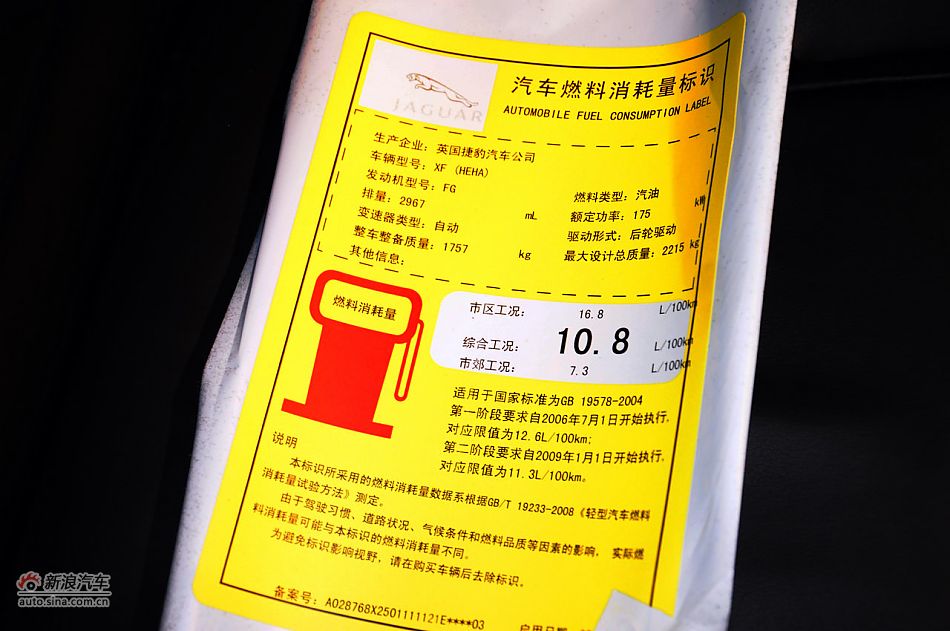 汽车燃料消耗量标识
JAGUAR
AUTOMOBILE FUEL CONSUMPTION LABEL
生产企业：英国捷豹汽车公司
车辆型号：XF (HEHA)
发动机型号：FG
燃料类型：汽油
排量：2967 mL
额定功率：175 kW
变速器类型：自动
驱动形式：后轮驱动
整车整备质量：1757 kg
最大设计总质量：2215 kg
其他信息：
燃料消耗量
市区工况： 16.8 L/100km
综合工况： 10.8 L/100km
市郊工况： 7.3 L/100km
适用于国家标准为GB 19578-2004
第一阶段要求自2006年7月1日开始执行，
对应限值为12.6L/100km;
第二阶段要求自2009年1月1日开始执行，
对应限值为11.3L/100km。
说明
本标识所采用的燃料消耗量数据系根据GB/T 19233-2008《轻型汽车燃料
消耗量试验方法》测定。
由于驾驶习惯、道路状况、气候条件和燃料品质等因素的影响，实际燃
料消耗量可能与本标识的燃料消耗量不同。
为避免标识影响视野，请在购买车辆后去除标识。
备案号：A028768X2501111121E****03
启用日期
新浪汽车
auto.sina.com.cn